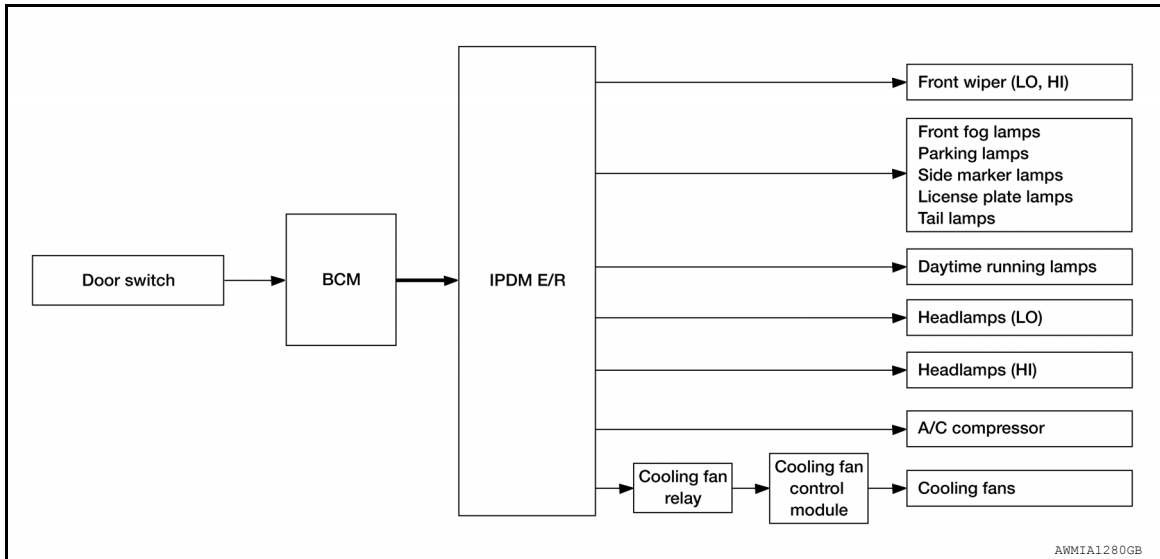 Front wiper (LO, HI)
Front fog lamps
Parking lamps
Side marker lamps
License plate lamps
Tail lamps
Door switch
BCM
IPDM E/R
Daytime running lamps
Headlamps (LO)
Headlamps (HI)
A/C compressor
Cooling fan
relay
Cooling fan
control
module
Cooling fans
AWMIA1280GB